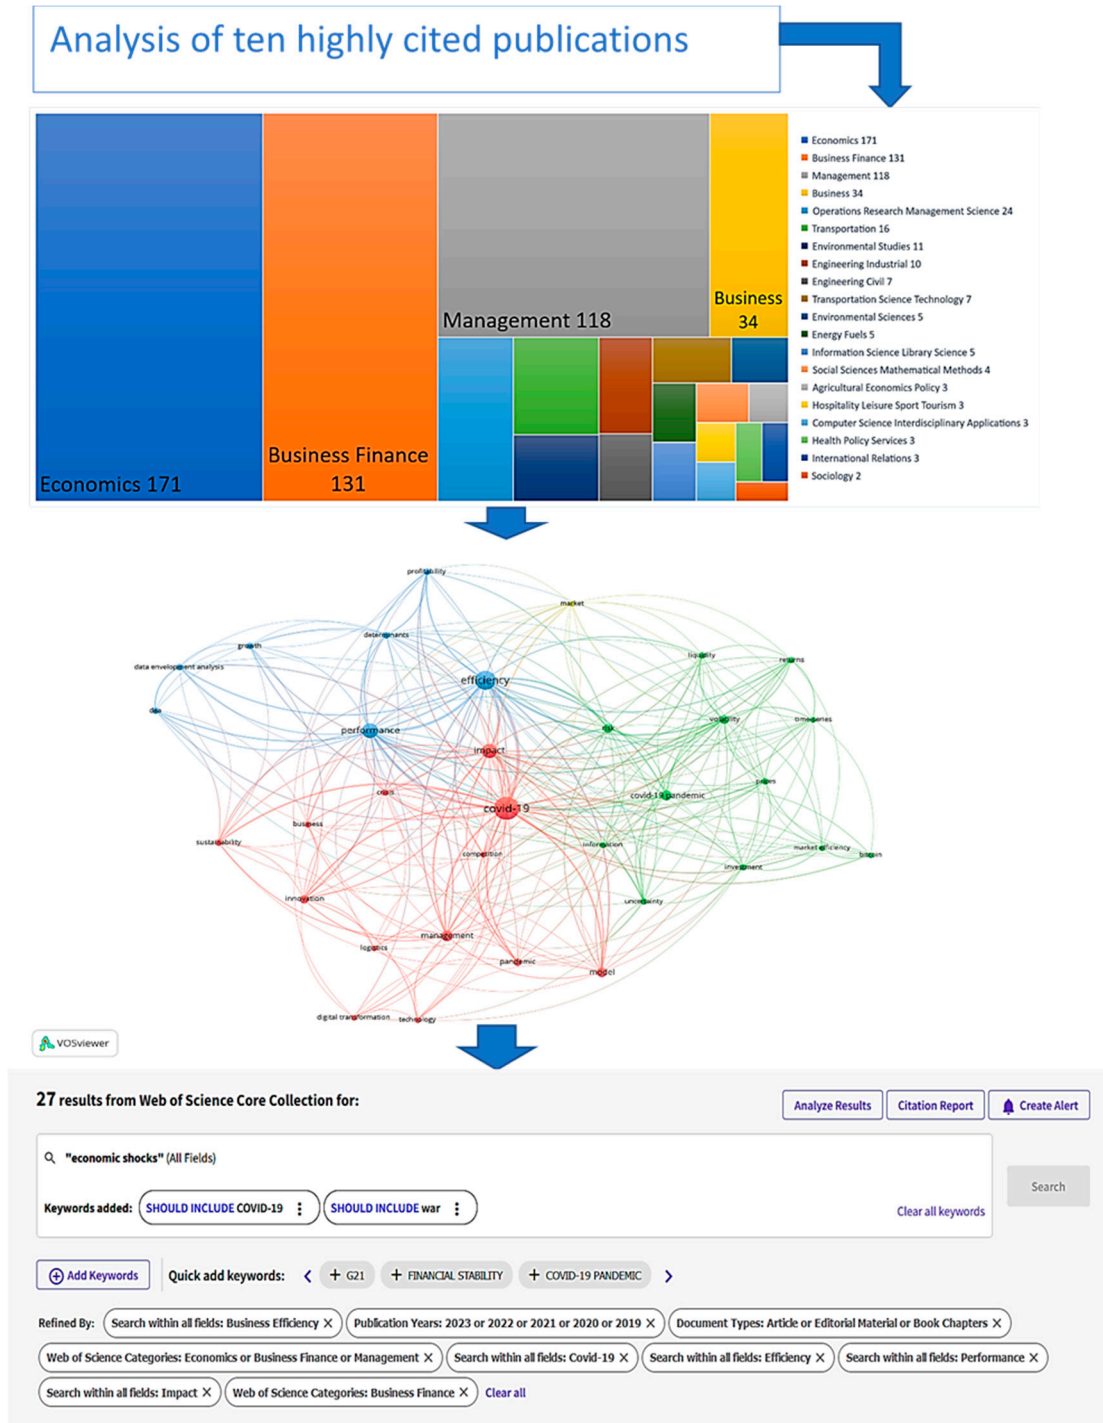 Analysis of ten highly cited publications
Economics 171
Business Finance
131
Management 118
Business
34
Economics 171
Business Finance 131
Management 118
Business 34
Operations Research Management Science 24
Transportation 16
Environmental Studies 11
Engineering Industrial 10
Engineering Civil 7
Transportation Science Technology 7
Environmental Sciences 5
Energy Fuels 5
Information Science Library Science 5
Social Sciences Mathematical Methods 4
Agricultural Economics Policy 3
Hospitality Leisure Sport Tourism 3
Computer Science Interdisciplinary Applications 3
Health Policy Services 3
International Relations 3
Sociology 2
profitability
market
determinants
growth
liquidity
returns
data envelopment analysis
efficiency
dea
volatility
time-series
risk
performance
impact
prices
crisis
covid-19 pandemic
covid-19
business
sustainability
information
market efficiency
competition
bitcoin
investment
innovation
uncertainty
management
logistics
pandemic
model
digital transformation
technology
VOSviewer
27 results from Web of Science Core Collection for:
Analyze Results
Citation Report
Create Alert
"economic shocks" (All Fields)
Search
Keywords added: SHOULD INCLUDE COVID-19 SHOULD INCLUDE war
Clear all keywords
Add Keywords Quick add keywords: + G21 + FINANCIAL STABILITY + COVID-19 PANDEMIC
Refined By: Search within all fields: Business Efficiency × Publication Years: 2023 or 2022 or 2021 or 2020 or 2019 × Document Types: Article or Editorial Material or Book Chapters ×
Web of Science Categories: Economics or Business Finance or Management × Search within all fields: Covid-19 × Search within all fields: Efficiency × Search within all fields: Performance ×
Search within all fields: Impact × Web of Science Categories: Business Finance × Clear all